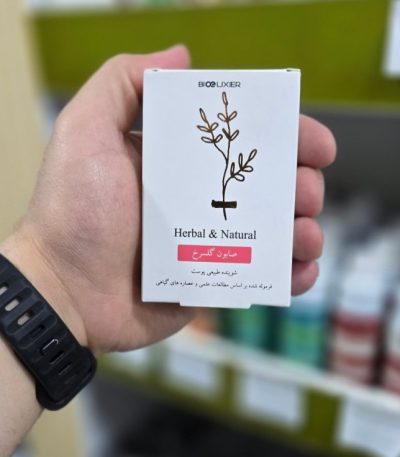 BIOELIXIER
Herbal & Natural
صابون گلسرخ
شوینده طبیعی پوست
فرموله شده بر اساس مطالعات علمی و عصاره های گیاهی